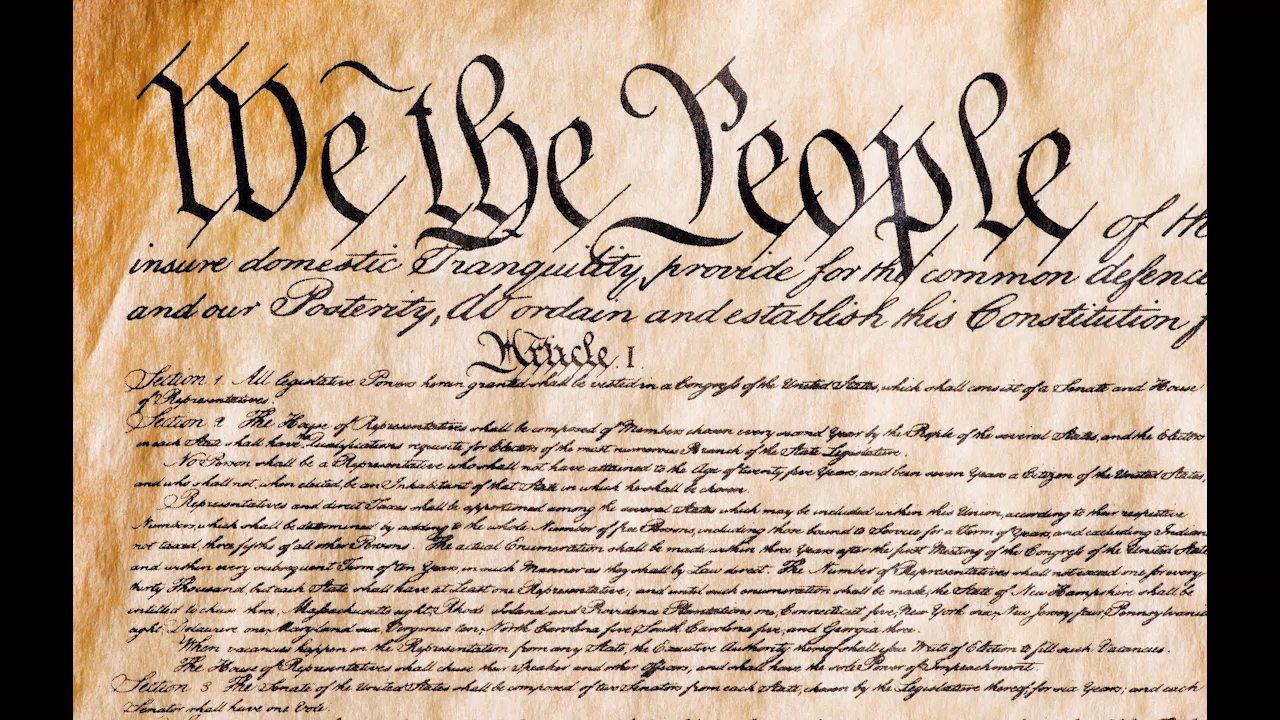 We the People of the
insure domestic Tranquility, provide for the common defence,
and our Posterity, do ordain and establish this Constitution f
Article. I.
Section. 1. All legislative Powers herein granted shall be vested in a Congress of the United States, which shall consist of a Senate and House
of Representatives.
Section. 2. The House of Representatives shall be composed of Members chosen every second Year by the People of the several States, and the Electors
in each State shall have the Qualifications requisite for Electors of the most numerous Branch of the State Legislature.
No Person shall be a Representative who shall not have attained to the Age of twenty five Years, and been seven Years a Citizen of the United States,
and who shall not, when elected, be an Inhabitant of that State in which he shall be chosen.
Representatives and direct Taxes shall be apportioned among the several States which may be included within this Union, according to their respective
Numbers, which shall be determined by adding to the whole Number of free Persons, including those bound to Service for a Term of Years, and excluding Indians
not taxed, three fifths of all other Persons. The actual Enumeration shall be made within three Years after the first Meeting of the Congress of the United State
and within every subsequent Term of ten Years, in such Manner as they shall by Law direct. The Number of Representatives shall not exceed one for every
thirty Thousand, but each State shall have at Least one Representative; and until such enumeration shall be made, the State of New Hampshire shall be
entitled to chuse three, Massachusetts eight, Rhode Island and Providence Plantations one, Connecticut five, New York six, New Jersey four, Pennsylvania
eight, Delaware one, Maryland six, Virginia ten, North Carolina five, South Carolina five, and Georgia three.
When vacancies happen in the Representation from any State, the Executive Authority thereof shall issue Writs of Election to fill such Vacancies.
The House of Representatives shall chuse their Speaker and other Officers; and shall have the sole Power of Impeachment.
Section. 3. The Senate of the United States shall be composed of two Senators from each State, chosen by the Legislature thereof, for six Years; and each
Senator shall have one Vote.